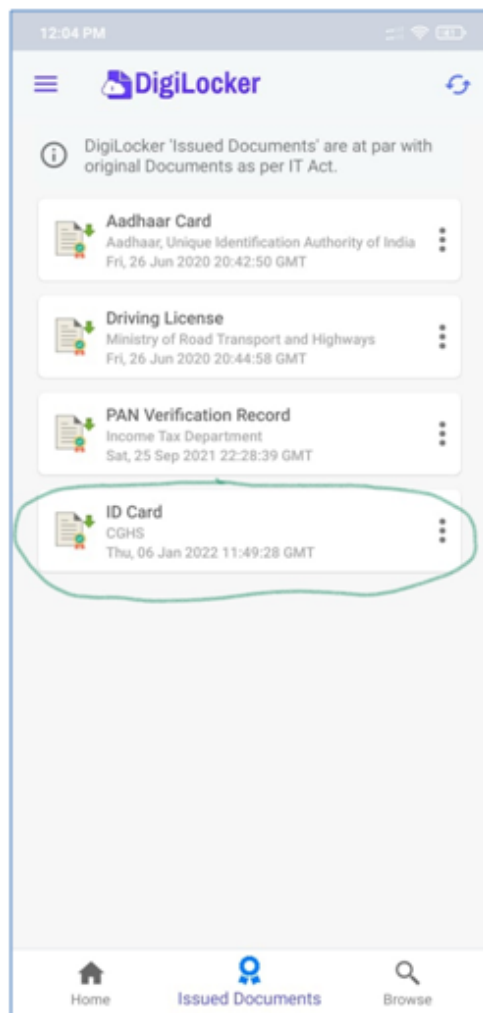 12:04 PM
DigiLocker
DigiLocker 'Issued Documents' are at par with
original Documents as per IT Act.
Aadhaar Card
Aadhaar, Unique Identification Authority of India
Fri, 26 Jun 2020 20:42:50 GMT
Driving License
Ministry of Road Transport and Highways
Fri, 26 Jun 2020 20:44:58 GMT
PAN Verification Record
Income Tax Department
Sat, 25 Sep 2021 22:28:39 GMT
ID Card
CGHS
Thu, 06 Jan 2022 11:49:28 GMT
Home
Issued Documents
Browse